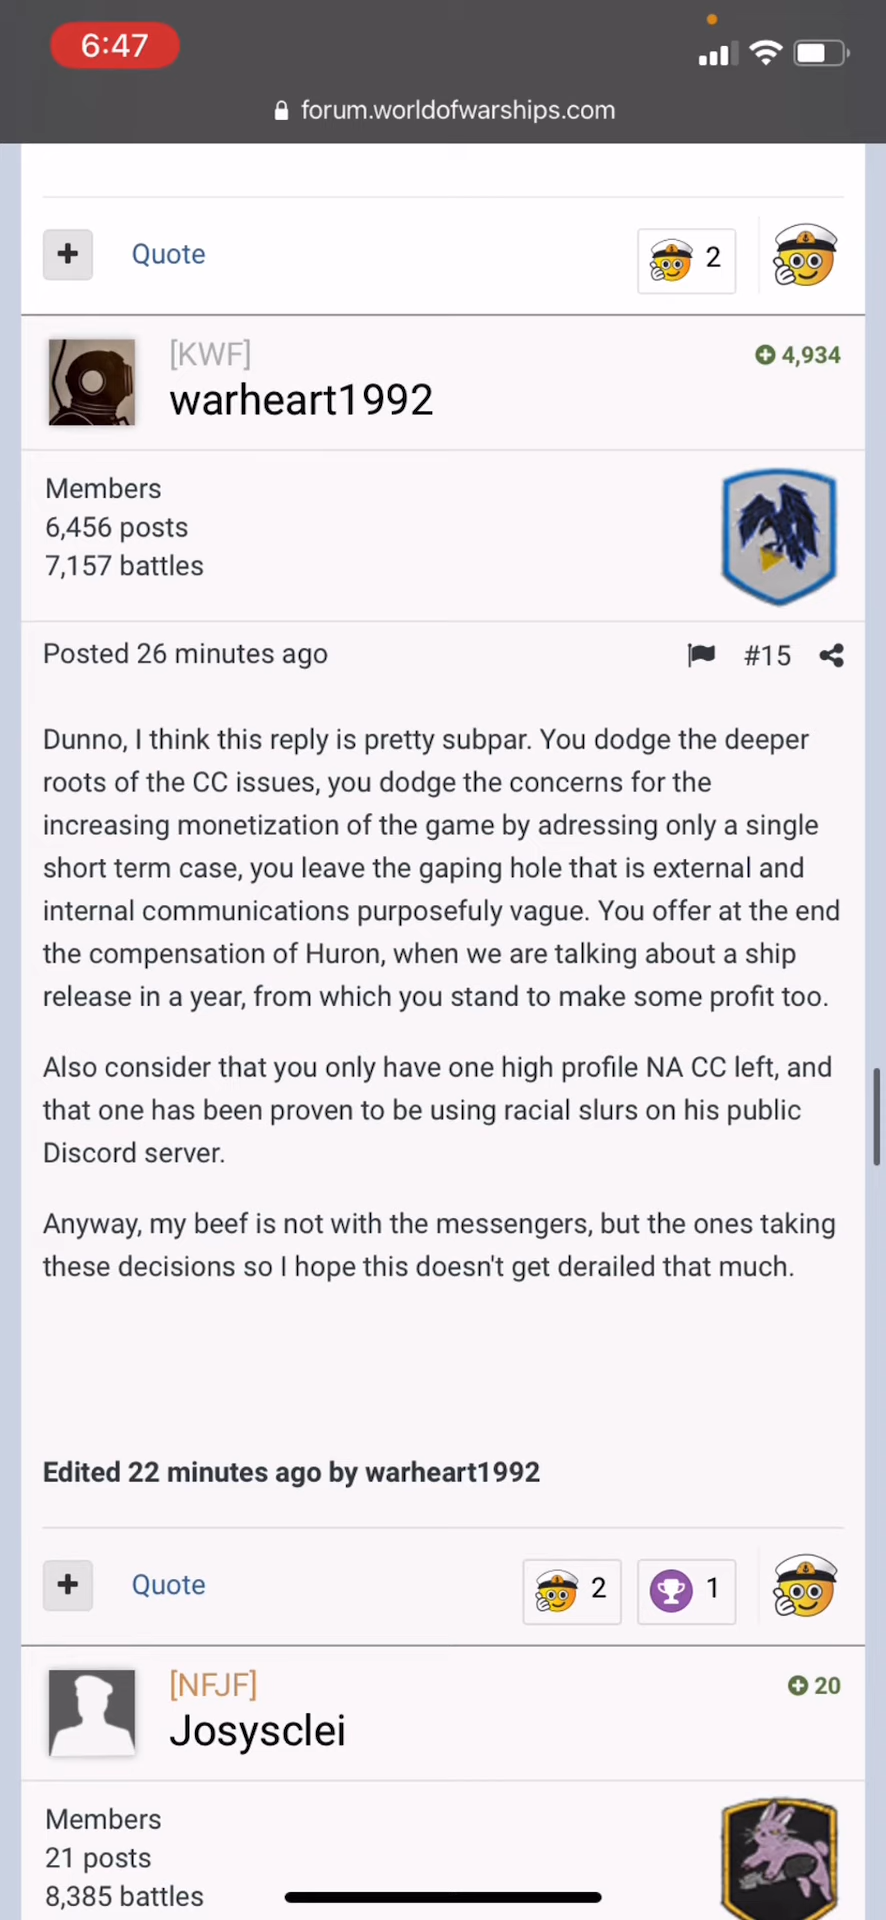 6:47
forum.worldofwarships.com
+ Quote 2
[KWF] 4,934
warheart1992
Members
6,456 posts
7,157 battles
Posted 26 minutes ago #15
Dunno, I think this reply is pretty subpar. You dodge the deeper
roots of the CC issues, you dodge the concerns for the
increasing monetization of the game by adressing only a single
short term case, you leave the gaping hole that is external and
internal communications purposefuly vague. You offer at the end
the compensation of Huron, when we are talking about a ship
release in a year, from which you stand to make some profit too.
Also consider that you only have one high profile NA CC left, and
that one has been proven to be using racial slurs on his public
Discord server.
Anyway, my beef is not with the messengers, but the ones taking
these decisions so I hope this doesn't get derailed that much.
Edited 22 minutes ago by warheart1992
+ Quote 2 1
[NFJF] 20
Josysclei
Members
21 posts
8,385 battles